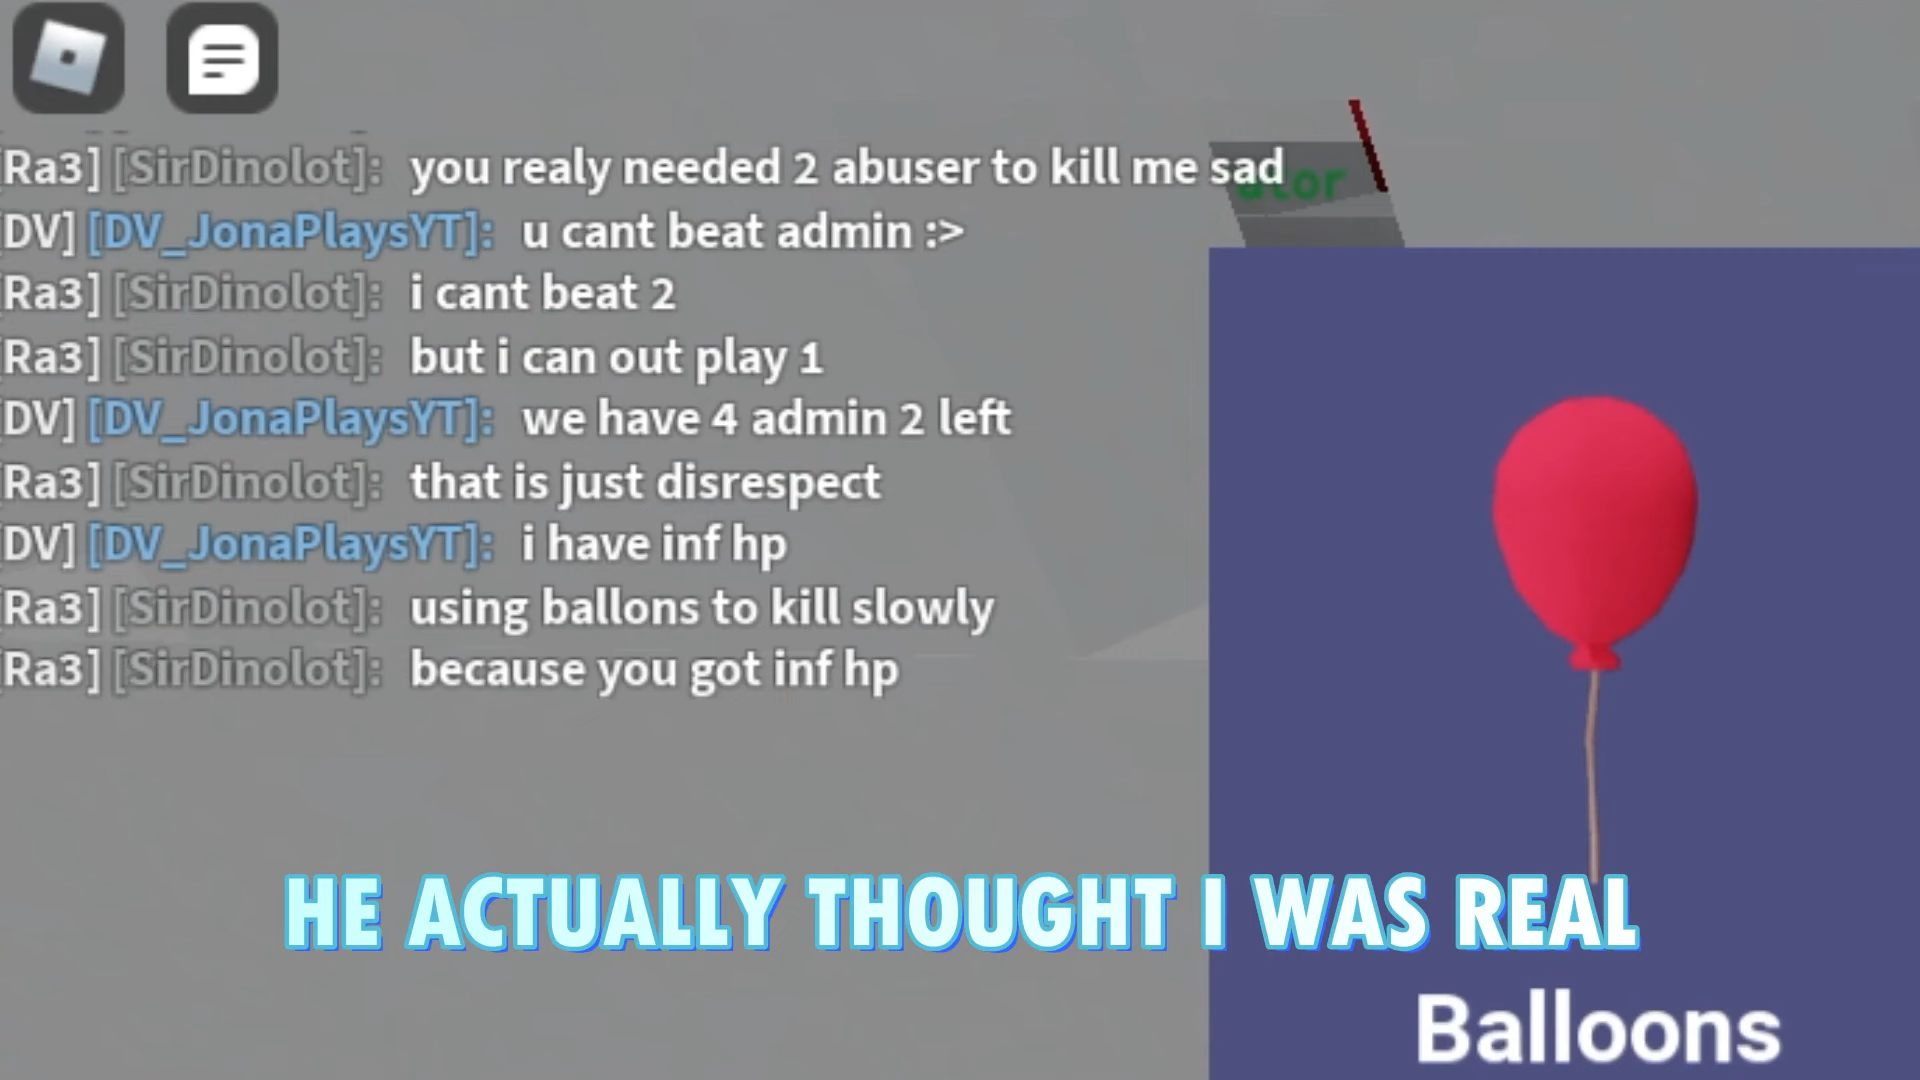 [Ra3] [SirDinolot]: you realy needed 2 abuser to kill me sad
[DV] [DV_JonaPlaysYT]: u cant beat admin :>
[Ra3] [SirDinolot]: i cant beat 2
[Ra3] [SirDinolot]: but i can out play 1
[DV] [DV_JonaPlaysYT]: we have 4 admin 2 left
[Ra3] [SirDinolot]: that is just disrespect
[DV] [DV_JonaPlaysYT]: i have inf hp
[Ra3] [SirDinolot]: using ballons to kill slowly
[Ra3] [SirDinolot]: because you got inf hp
HE ACTUALLY THOUGHT I WAS REAL
Balloons